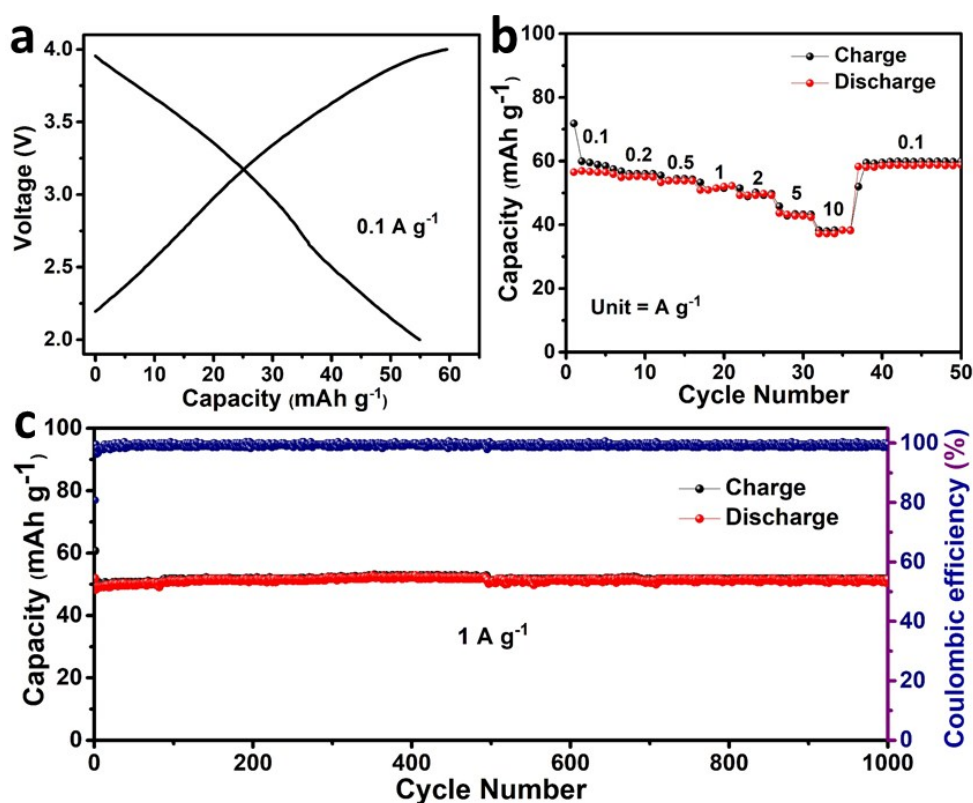 a
4.0
3.5
3.0
2.5
2.0
Voltage (V)
0.1 A g⁻¹
0 10 20 30 40 50 60
Capacity (mAh g⁻¹)
b
100
80
60
40
20
0
Capacity (mAh g⁻¹)
Charge
Discharge
0.1 0.2 0.5 1 2 5 10 0.1
Unit = A g⁻¹
0 10 20 30 40 50
Cycle Number
c
100
80
60
40
20
0
Capacity (mAh g⁻¹)
Charge
Discharge
1 A g⁻¹
100
80
60
40
20
0
Coulombic efficiency (%)
0 200 400 600 800 1000
Cycle Number